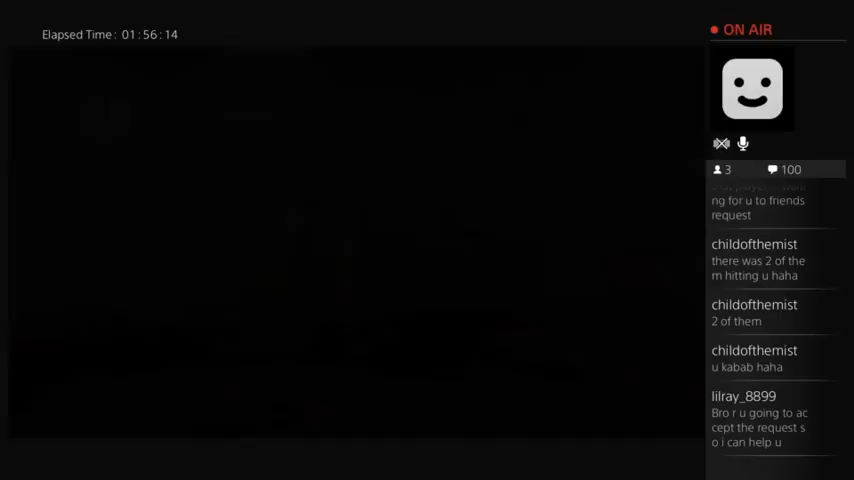 Elapsed Time: 01:56:14
ON AIR
3 100
ng for u to friends
request
childofthemist
there was 2 of the
m hitting u haha
childofthemist
2 of them
childofthemist
u kabab haha
lilray_8899
Bro r u going to ac
cept the request s
o i can help u